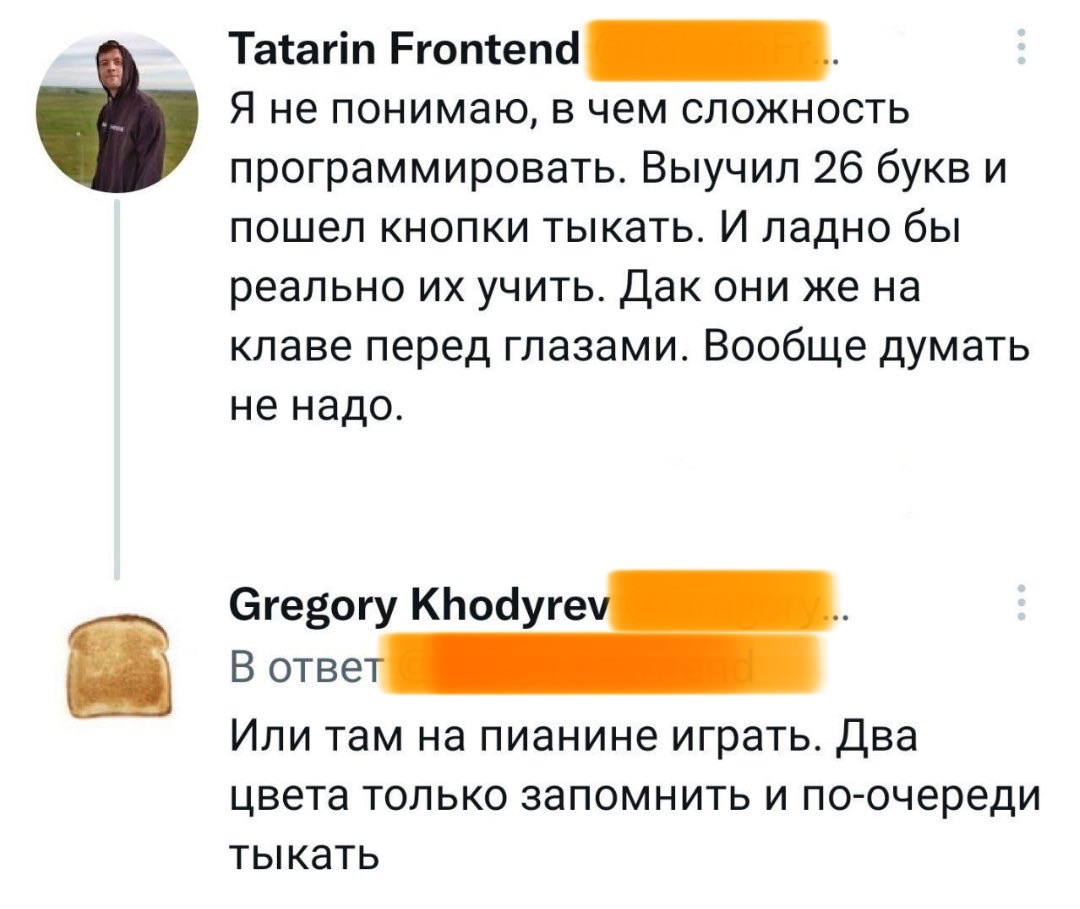 Tatarin Frontend
Я не понимаю, в чем сложность
программировать. Выучил 26 букв и
пошел кнопки тыкать. И ладно бы
реально их учить. Дак они же на
клаве перед глазами. Вообще думать
не надо.
Gregory Khodyrev
В ответ
Или там на пианине играть. Два
цвета только запомнить и по-очереди
тыкать